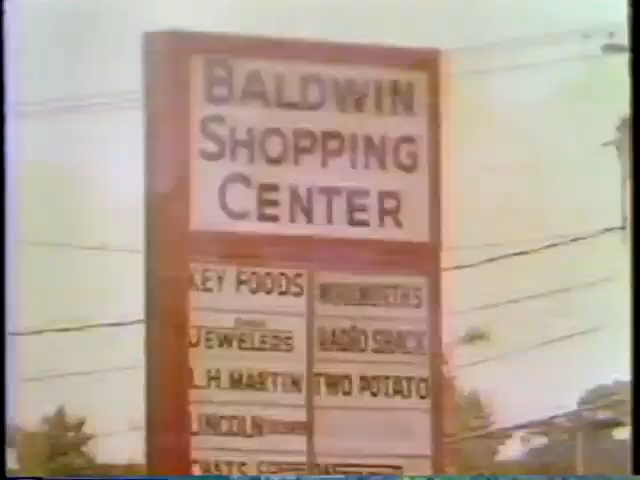 BALDWIN
SHOPPING
CENTER
KEY FOODS
WOOLWORTHS
JEWELERS
RADIO SHACK
L.H. MARTIN
TWO POTATO
LINCOLN